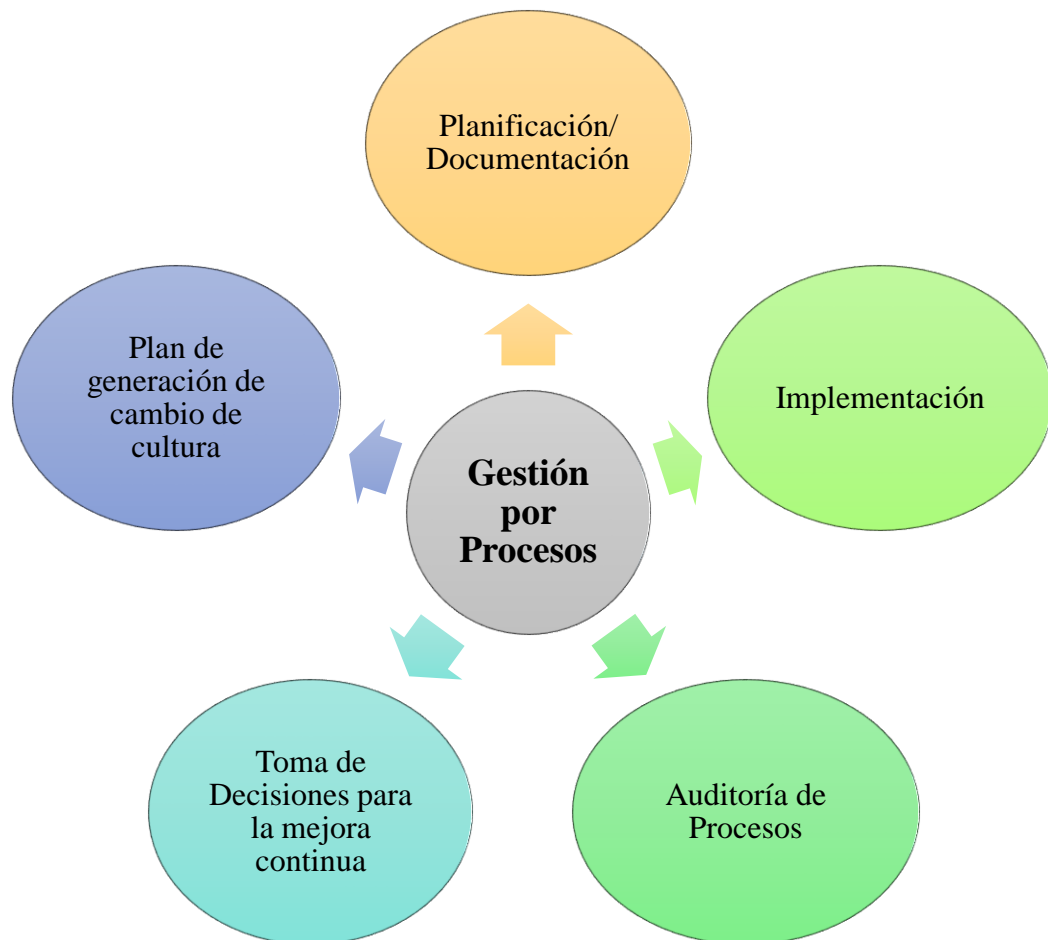 Planificación/
Documentación
Implementación
Auditoría de
Procesos
Toma de
Decisiones para
la mejora
continua
Plan de
generación de
cambio de
cultura
Gestión
por
Procesos